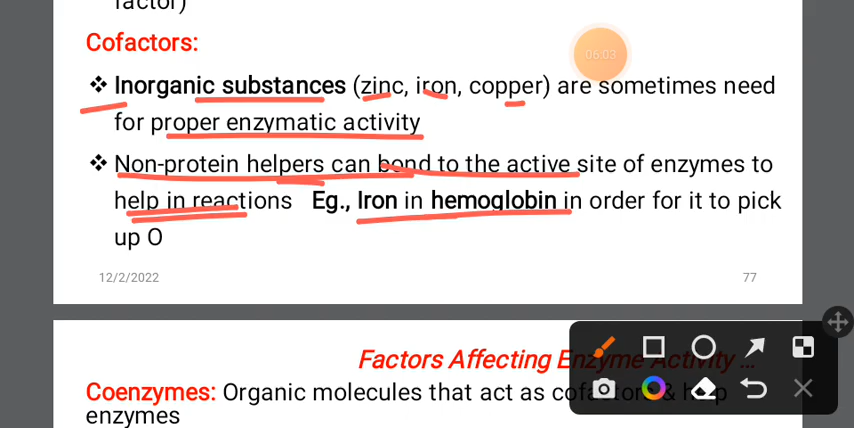 factor)
Cofactors:
06:03
❖ Inorganic substances (zinc, iron, copper) are sometimes need
for proper enzymatic activity
❖ Non-protein helpers can bond to the active site of enzymes to
help in reactions Eg., Iron in hemoglobin in order for it to pick
up O
12/2/2022 77
Factors Affecting Enzyme Activity ...
Coenzymes: Organic molecules that act as cofactors & help
enzymes